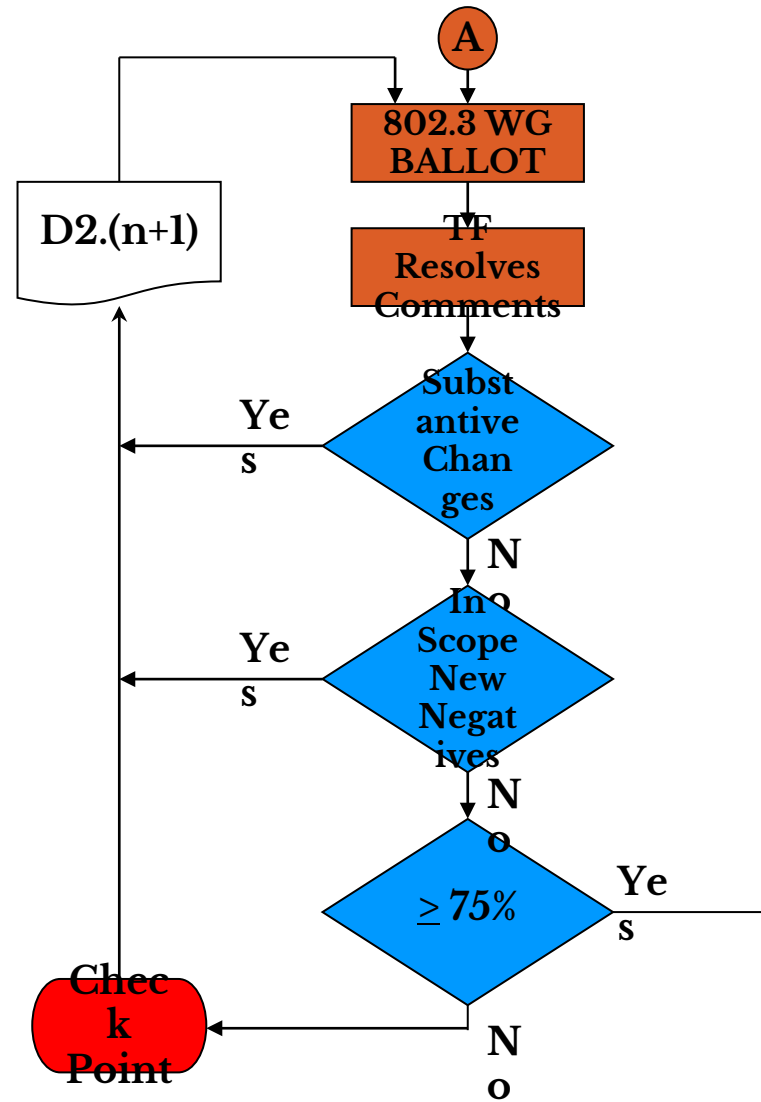 A
802.3 WG
BALLOT
D2.(n+1)
TF
Resolves
Comments
Subst
antive
Chan
ges
Ye
s
N
o
In
Scope
New
Negat
ives
Ye
s
N
o
≥ 75%
Ye
s
Chec
k
Point
N
o